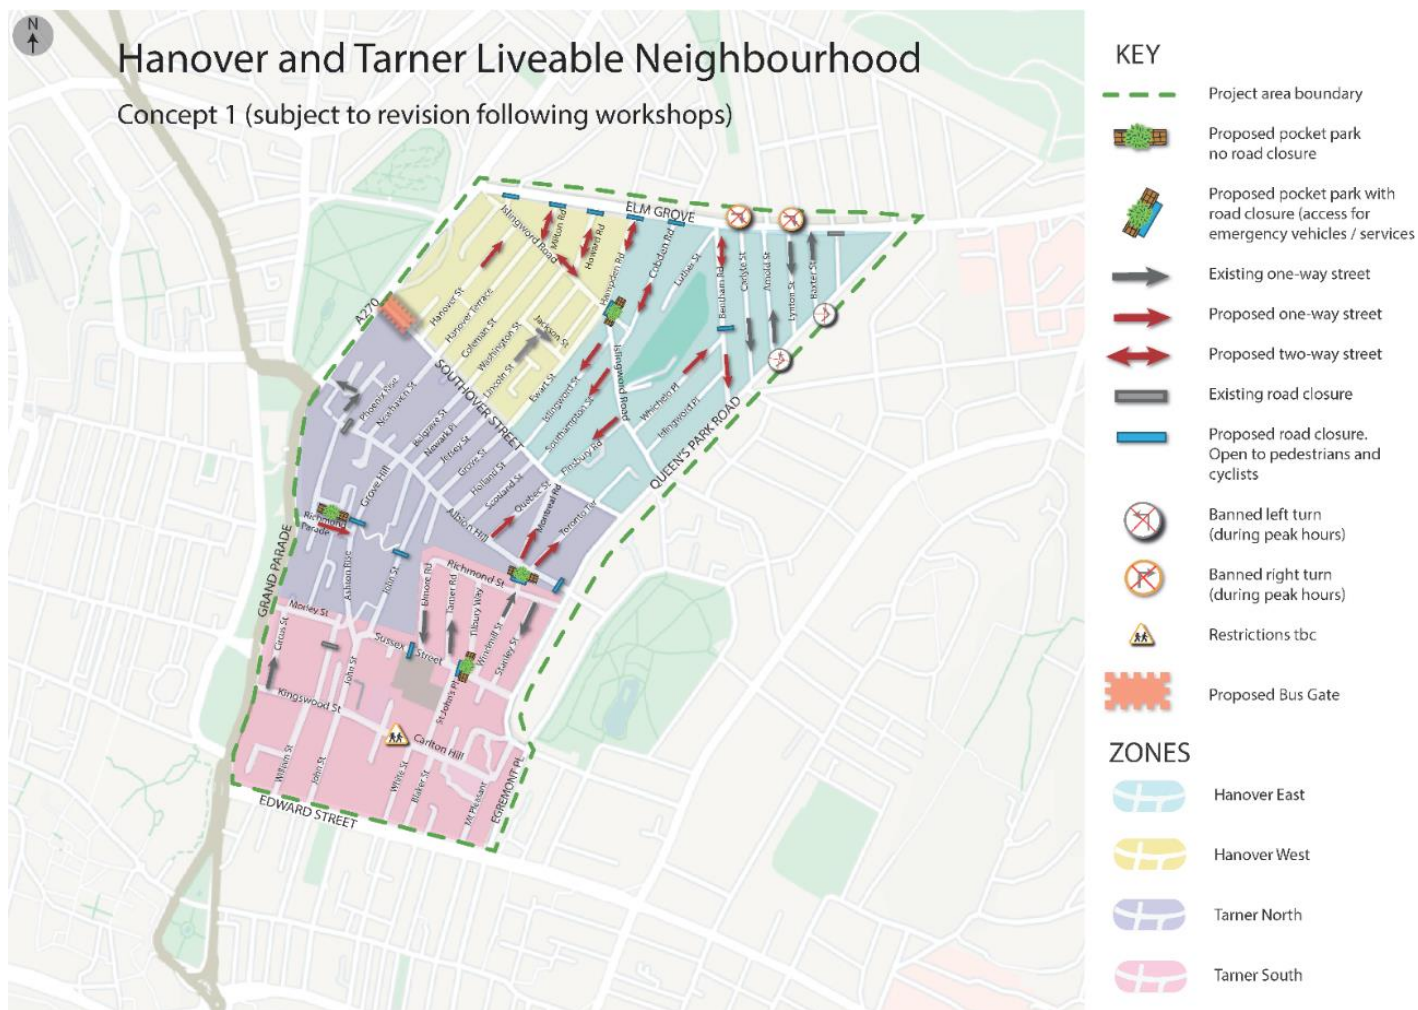 N
Hanover and Tarner Liveable Neighbourhood
Concept 1 (subject to revision following workshops)
ELM GROVE
Islingword Road
Milton Rd
Howard Rd
Hampden Rd
Cobden Rd
Luther St
Bentham Rd
Carlyle St
Arnold St
Lynton St
Baxter St
A270
Hanover St
Hanover Terrace
Coleman St
Washington St
Lincoln St
Jackson St
Ewart St
SOUTHOVER STREET
Islingword St
Southampton St
Finsbury Rd
Islingword Road
Whichelo Pl
Islingword Pl
QUEEN'S PARK ROAD
Phoenix Rise
Newhaven St
Belgrave St
Newark Pl
Jersey St
Grove St
Holland St
Scotland St
Quebec St
Montreal Rd
Toronto Ter
Albion Hill
Grove Hill
Richmond
Parade
GRAND PARADE
Ashton Rise
John St
Richmond St
Elmore Rd
Tarner Rd
Tilbury Way
Windmill St
Stanley St
Morley St
Circus St
Sussex
Street
John St
St John's Pl
Kingswood St
Carlton Hill
William St
John St
White St
Blaker St
Mt Pleasant
EGREMONT PL
EDWARD STREET
KEY
Project area boundary
Proposed pocket park
no road closure
Proposed pocket park with
road closure (access for
emergency vehicles / services
Existing one-way street
Proposed one-way street
Proposed two-way street
Existing road closure
Proposed road closure.
Open to pedestrians and
cyclists
Banned left turn
(during peak hours)
Banned right turn
(during peak hours)
Restrictions tbc
Proposed Bus Gate
ZONES
Hanover East
Hanover West
Tarner North
Tarner South